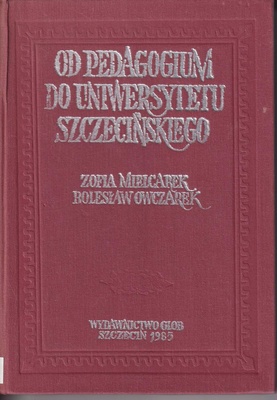 OD PEDAGOGIUM
DO UNIWERSYTETU
SZCZECIŃSKIEGO
ZOFIA MIELCAREK
BOLESŁAW OWCZAREK
WYDAWNICTWO GLOB
SZCZECIN 1985